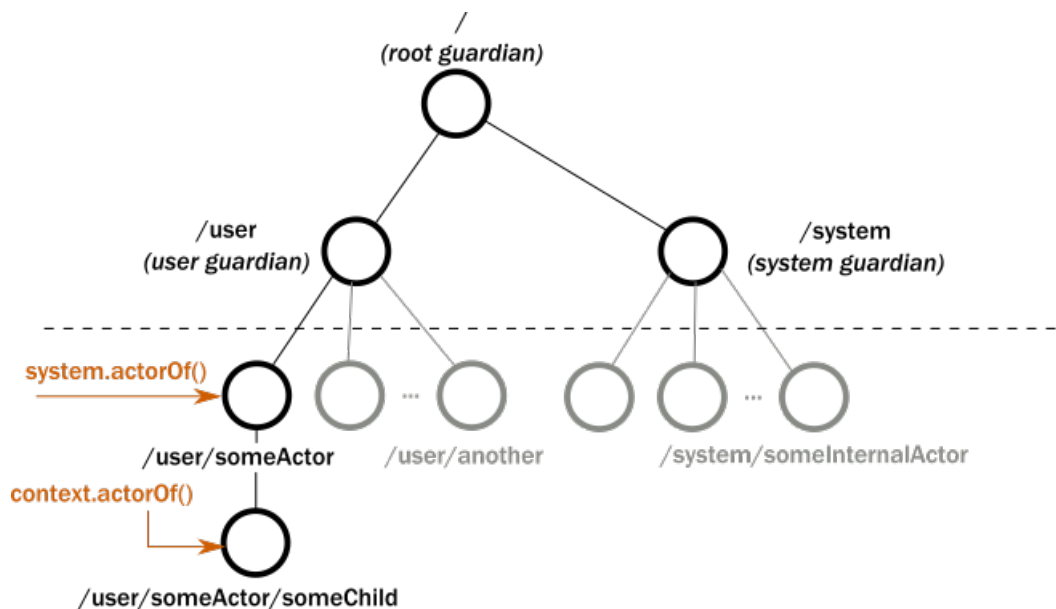 /
(root guardian)
/user
(user guardian)
/system
(system guardian)
system.actorOf()
...
...
/user/someActor
/user/another
/system/someInternalActor
context.actorOf()
/user/someActor/someChild